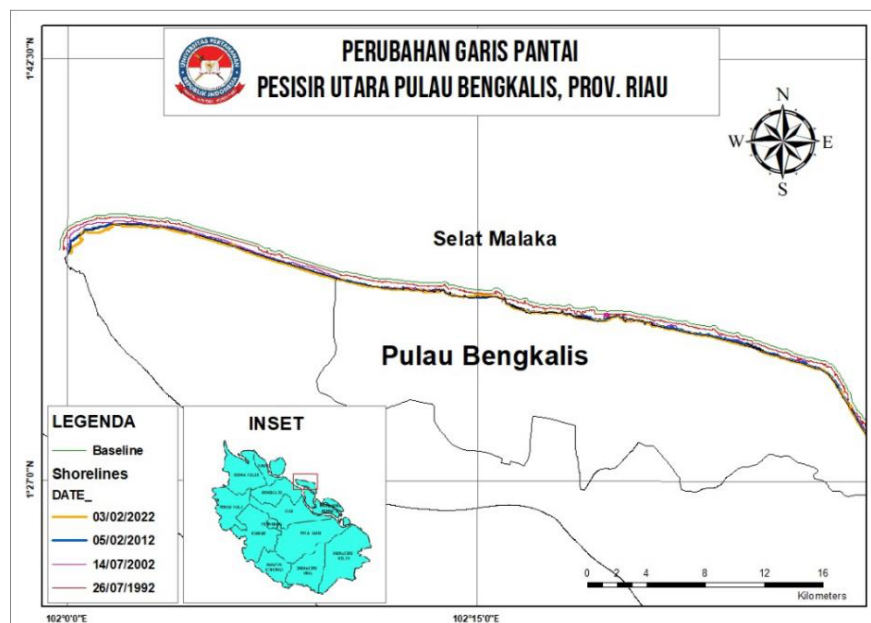 PERUBAHAN GARIS PANTAI
PESISIR UTARA PULAU BENGKALIS, PROV. RIAU
1°42'30"N
N
W
E
S
Selat Malaka
Pulau Bengkalis
LEGENDA
Baseline
Shorelines
DATE_
03/02/2022
05/02/2012
14/07/2002
26/07/1992
INSET
1°27'0"N
0 2 4 8 12 16
Kilometers
102°0'0"E
102°15'0"E